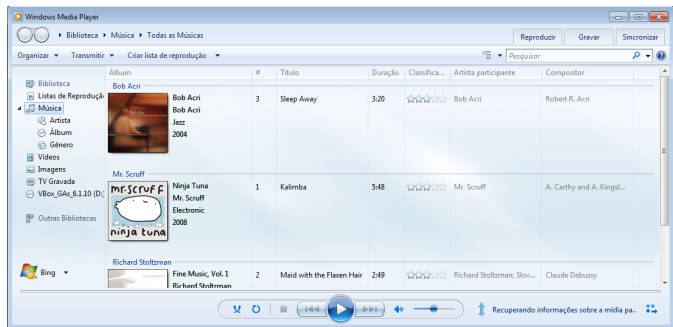 Windows Media Player
Biblioteca ▸ Música ▸ Todas as Músicas
Reproduzir Gravar Sincronizar
Organizar Transmitir Criar lista de reprodução
Pesquisar
Álbum # Título Duração Classifica... Artista participante Compositor
Biblioteca
Listas de Reproduçã
Música
Artista
Álbum
Gênero
Vídeos
Imagens
TV Gravada
VBox_GAs_6.1.10 (D:)
Outras Bibliotecas
Bing
Bob Acri
Bob Acri 3 Sleep Away 3:20 Bob Acri Robert R. Acri
Bob Acri
Jazz
2004
Mr. Scruff
mr.scruff
ninja tuna
Ninja Tuna 1 Kalimba 5:48 Mr. Scruff A. Carthy and A. Kingsl...
Mr. Scruff
Electronic
2008
Richard Stoltzman
Fine Music, Vol. 1 2 Maid with the Flaxen Hair 2:49 Richard Stoltzman; Slov... Claude Debussy
Richard Stoltzman
Recuperando informações sobre a mídia pa..